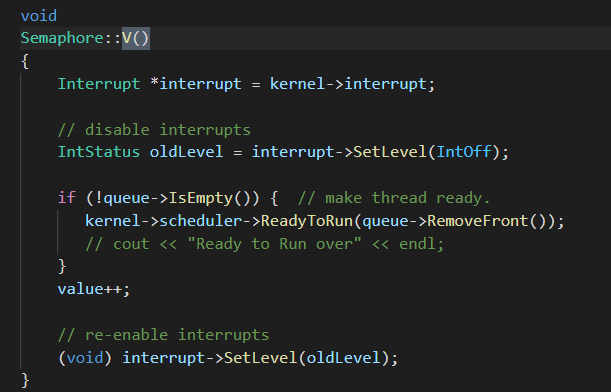 void
Semaphore::V()
{
    Interrupt *interrupt = kernel->interrupt;

    // disable interrupts
    IntStatus oldLevel = interrupt->SetLevel(IntOff);

    if (!queue->IsEmpty()) {  // make thread ready.
       kernel->scheduler->ReadyToRun(queue->RemoveFront());
       // cout << "Ready to Run over" << endl;
    }
    value++;

    // re-enable interrupts
    (void) interrupt->SetLevel(oldLevel);
}